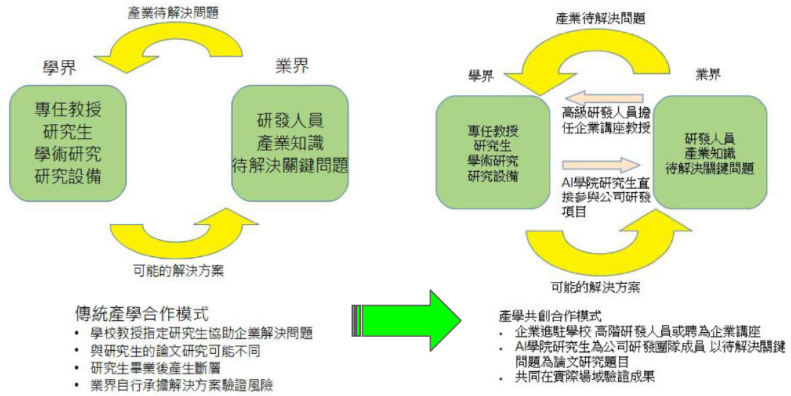 產業待解決問題
學界
業界
專任教授
研究生
學術研究
研究設備
研發人員
產業知識
待解決關鍵問題
可能的解決方案
傳統產學合作模式
• 學校教授指定研究生協助企業解決問題
• 與研究生的論文研究可能不同
• 研究生畢業後產生斷層
• 業界自行承擔解決方案驗證風險
產業待解決問題
學界
業界
專任教授
研究生
學術研究
研究設備
高級研發人員擔
任企業講座教授
AI學院研究生直
接參與公司研發
項目
研發人員
產業知識
待解決關鍵問題
可能的解決方案
產學共創合作模式
• 企業進駐學校 高階研發人員或聘為企業講座
• AI學院研究生為公司研發團隊成員 以待解決關鍵
問題為論文研究題目
• 共同在實際場域驗證成果